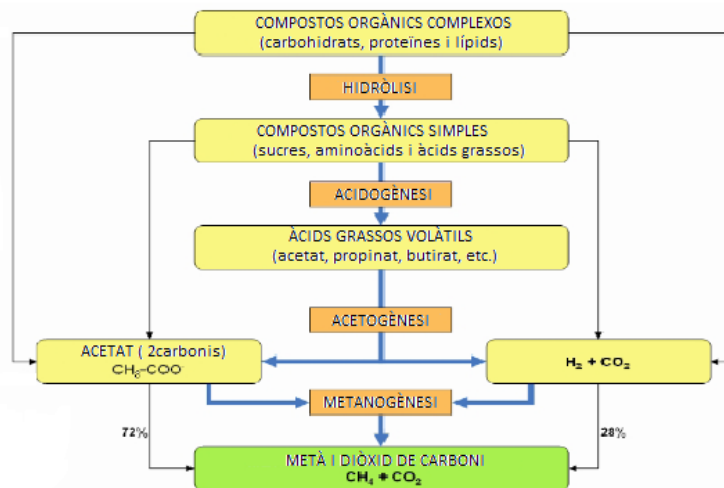 COMPOSTOS ORGÀNICS COMPLEXOS
(carbohidrats, proteïnes i lípids)
HIDRÒLISI
COMPOSTOS ORGÀNICS SIMPLES
(sucres, aminoàcids i àcids grassos)
ACIDOGÈNESI
ÀCIDS GRASSOS VOLÀTILS
(acetat, propinat, butirat, etc.)
ACETOGÈNESI
ACETAT ( 2carbonis)
CH₃-COO⁻
H₂ + CO₂
METANOGÈNESI
72%
28%
METÀ I DIÒXID DE CARBONI
CH₄ + CO₂